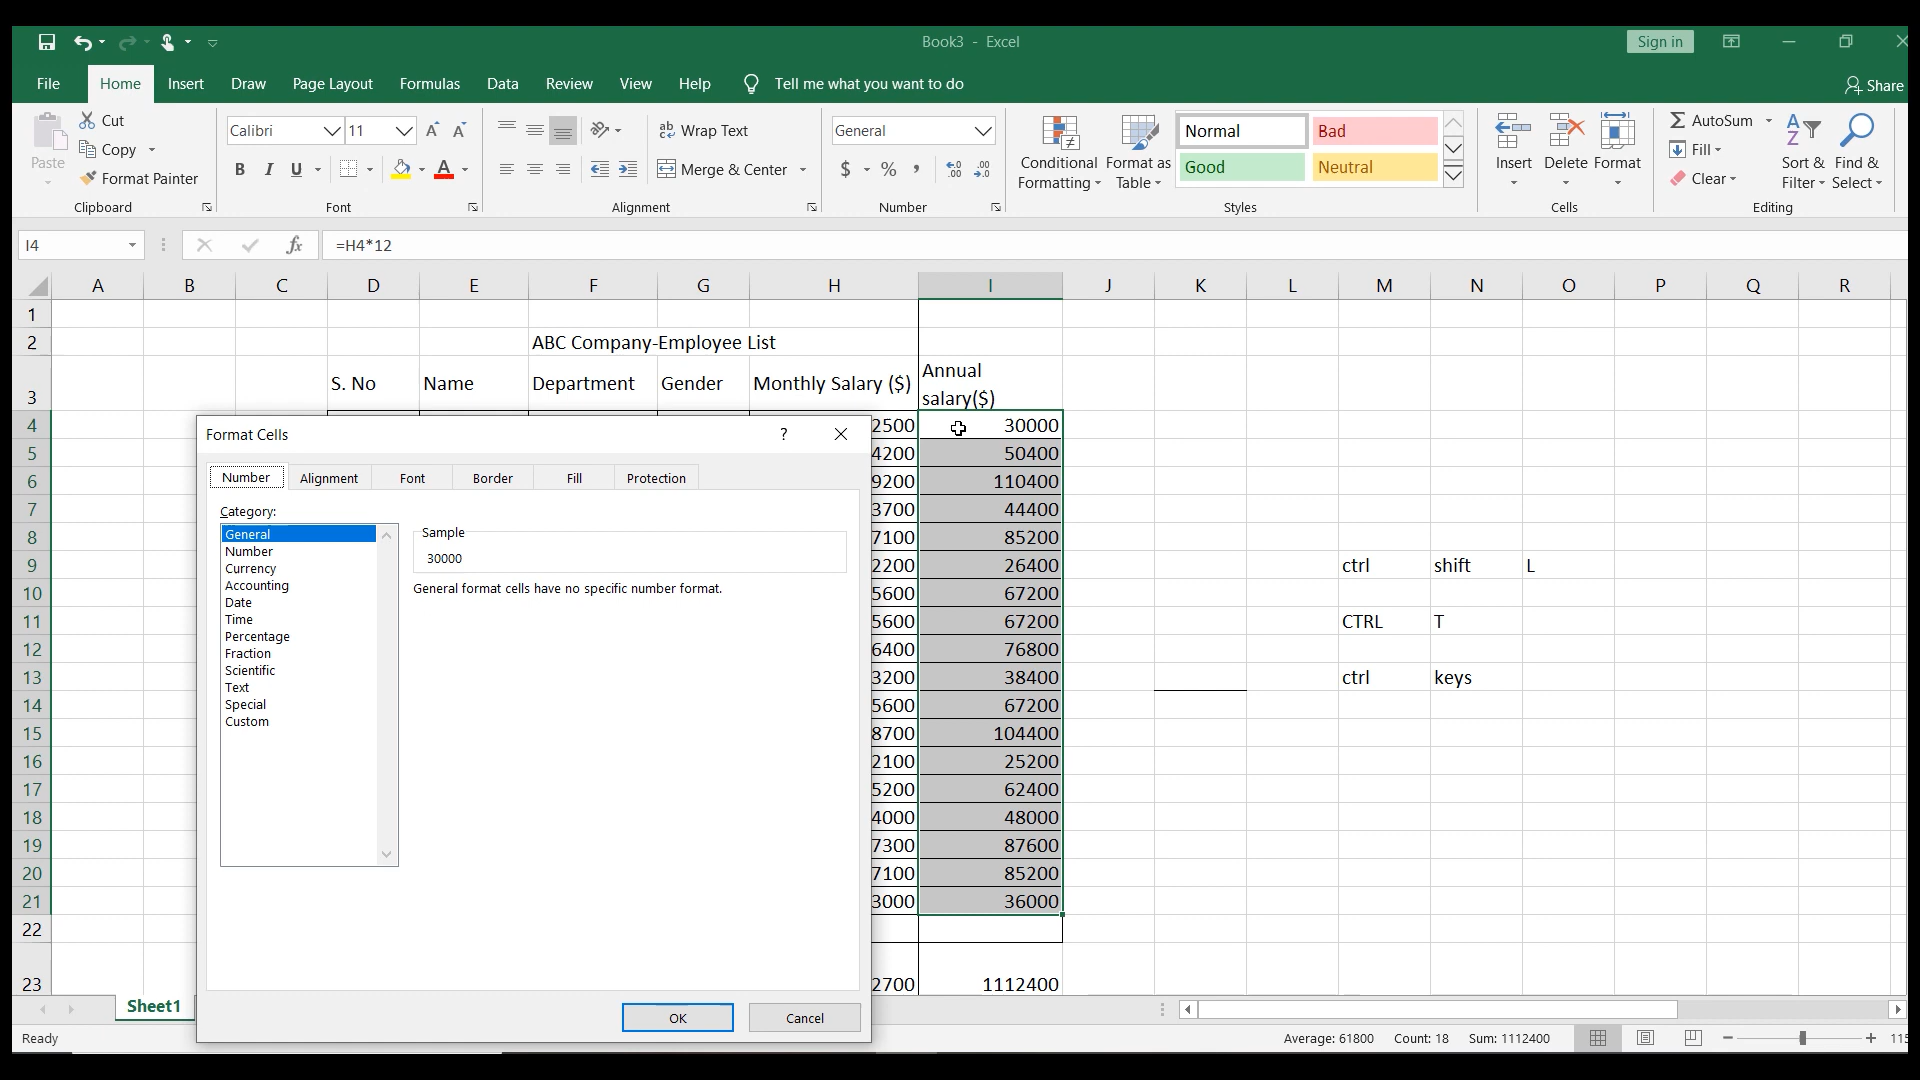 Book3 - Excel
Sign in
File Home Insert Draw Page Layout Formulas Data Review View Help Tell me what you want to do Share
Paste
Cut
Copy
Format Painter
Clipboard
Calibri 11
B I U
Font
Wrap Text
Merge & Center
Alignment
General
$ % ,
Number
Conditional Formatting
Format as Table
Normal Bad
Good Neutral
Styles
Insert Delete Format
Cells
AutoSum
Fill
Clear
Sort & Filter
Find & Select
Editing
I4 fx =H4*12
A B C D E F G H I J K L M N O P Q R
1
2 ABC Company-Employee List
3 S. No Name Department Gender Monthly Salary ($) Annual salary($)
4 2500 30000
5 4200 50400
6 9200 110400
7 3700 44400
8 7100 85200
9 2200 26400 ctrl shift L
10 5600 67200
11 5600 67200 CTRL T
12 6400 76800
13 3200 38400 ctrl keys
14 5600 67200
15 8700 104400
16 2100 25200
17 5200 62400
18 4000 48000
19 7300 87600
20 7100 85200
21 3000 36000
22
23 2700 1112400
Format Cells ?
Number Alignment Font Border Fill Protection
Category:
General
Number
Currency
Accounting
Date
Time
Percentage
Fraction
Scientific
Text
Special
Custom
Sample
30000
General format cells have no specific number format.
OK Cancel
Sheet1
Ready Average: 61800 Count: 18 Sum: 1112400